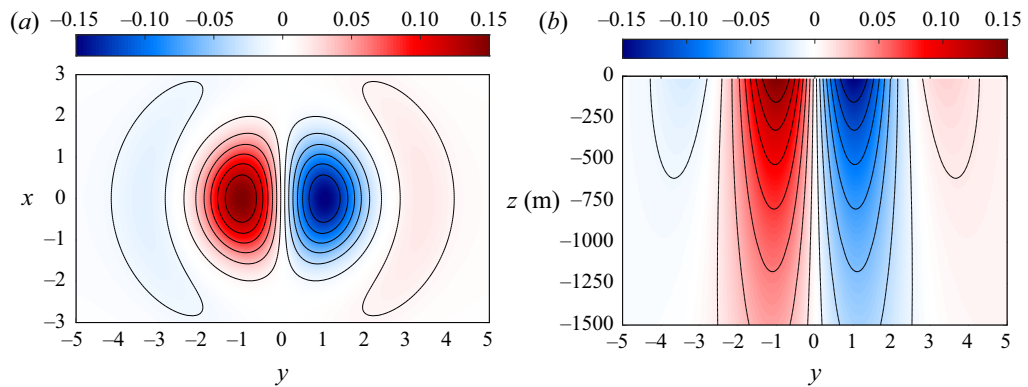 (a) –0.15 –0.10 –0.05 0 0.05 0.10 0.15
3
2
1
x 0
–1
–2
–3
–5 –4 –3 –2 –1 0 1 2 3 4 5
y
(b) –0.15 –0.10 –0.05 0 0.05 0.10 0.15
0
–250
–500
–750
z (m)
–1000
–1250
–1500
–5 –4 –3 –2 –1 0 1 2 3 4 5
y